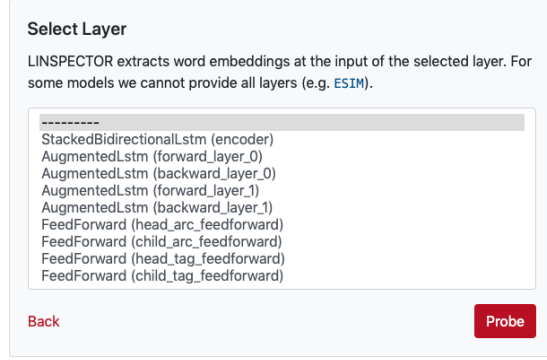 Select Layer
LINSPECTOR extracts word embeddings at the input of the selected layer. For
some models we cannot provide all layers (e.g. ESIM).
---------
StackedBidirectionalLstm (encoder)
AugmentedLstm (forward_layer_0)
AugmentedLstm (backward_layer_0)
AugmentedLstm (forward_layer_1)
AugmentedLstm (backward_layer_1)
FeedForward (head_arc_feedforward)
FeedForward (child_arc_feedforward)
FeedForward (head_tag_feedforward)
FeedForward (child_tag_feedforward)
Back
Probe